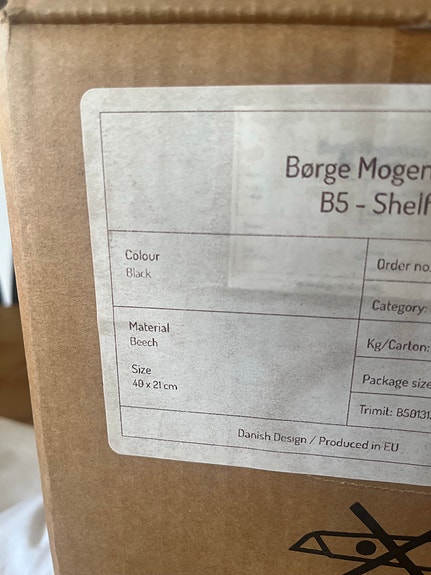 Børge Mogen
B5 - Shelf
Colour
Black
Order no.
Category:
Material
Beech
Kg/Carton:
Size
40 x 21 cm
Package size
Trimit: B50131
Danish Design / Produced in EU